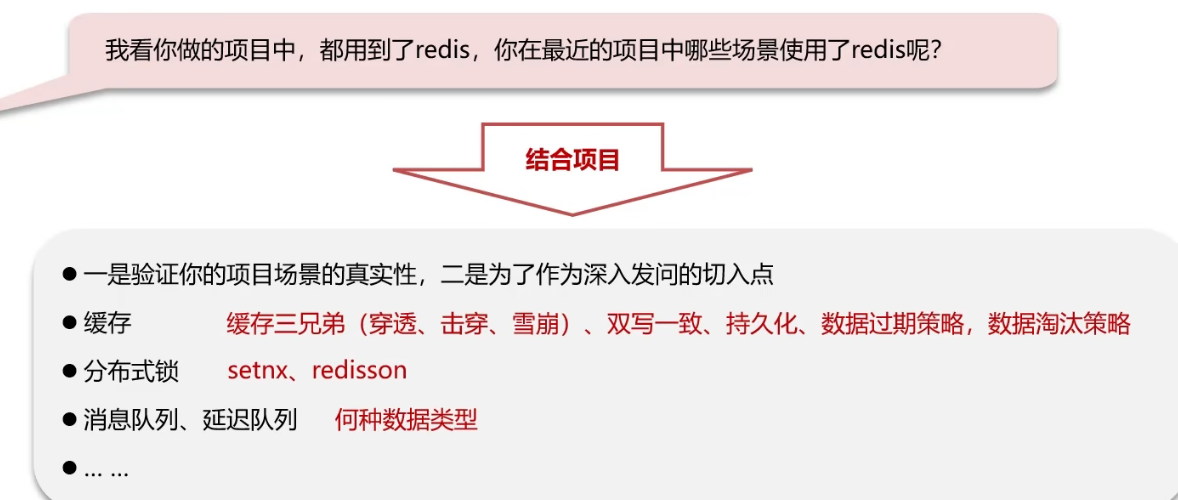 我看你做的项目中，都用到了redis，你在最近的项目中哪些场景使用了redis呢？
结合项目
● 一是验证你的项目场景的真实性，二是为了作为深入发问的切入点
● 缓存 缓存三兄弟（穿透、击穿、雪崩）、双写一致、持久化、数据过期策略，数据淘汰策略
● 分布式锁 setnx、redisson
● 消息队列、延迟队列 何种数据类型
● … …